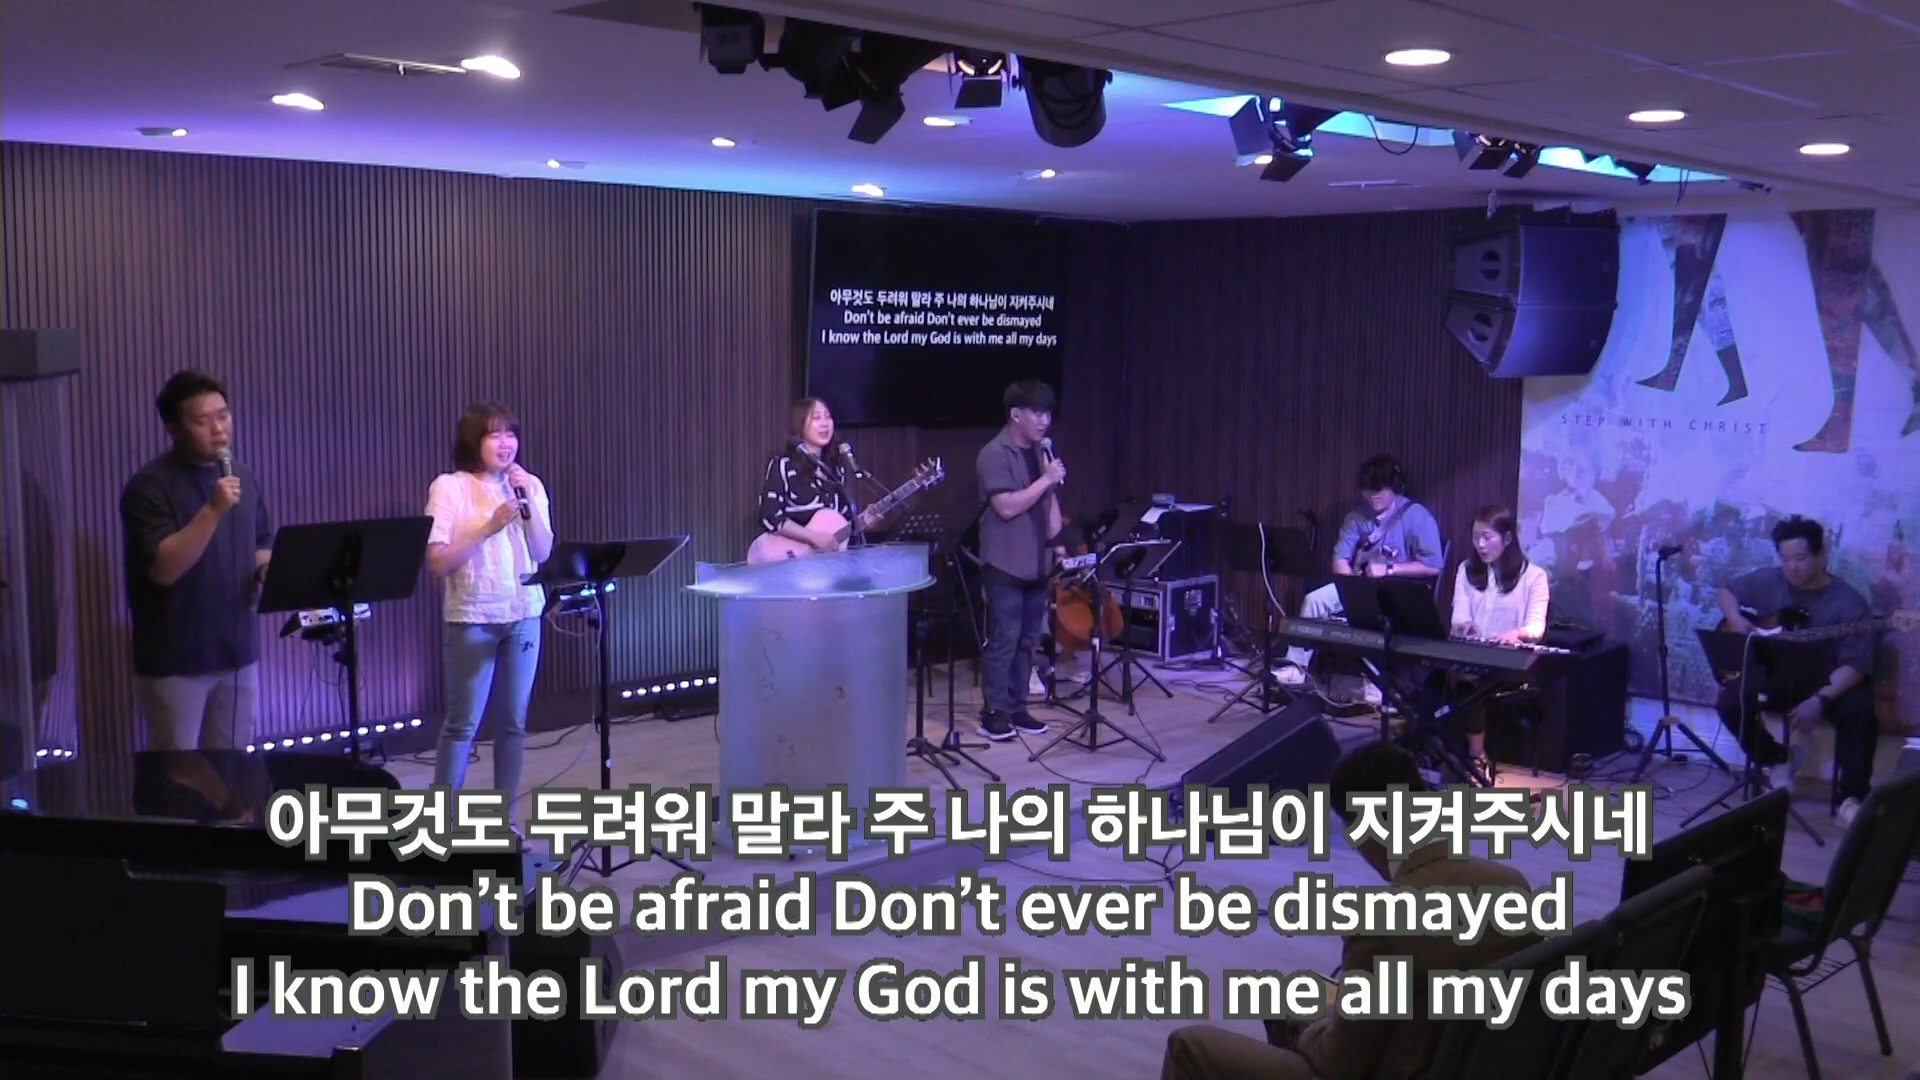 아무것도 두려워 말라 주 나의 하나님이 지켜주시네
Don't be afraid Don't ever be dismayed
I know the Lord my God is with me all my days
STEP WITH CHRIST
아무것도 두려워 말라 주 나의 하나님이 지켜주시네
Don’t be afraid Don’t ever be dismayed
I know the Lord my God is with me all my days